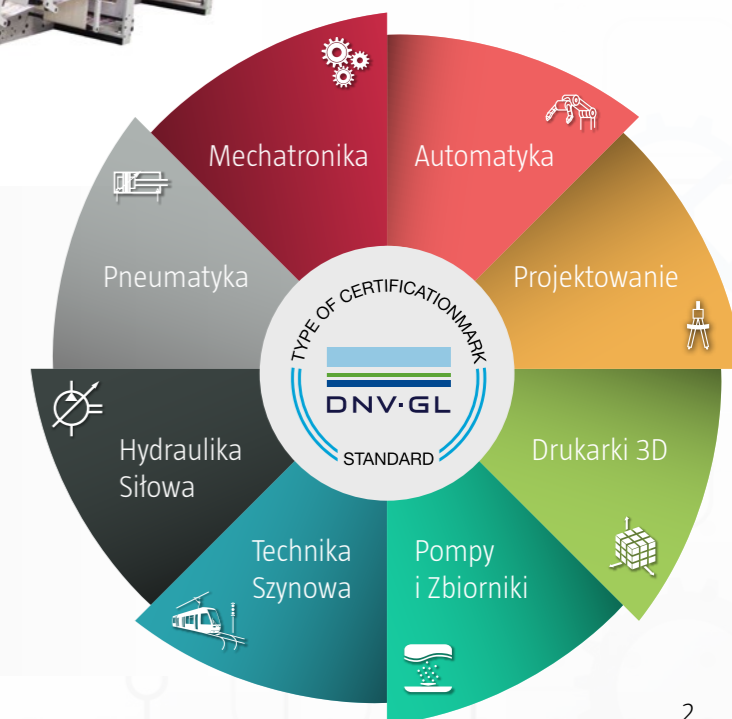 Mechatronika
Automatyka
Pneumatyka
Projektowanie
TYPE OF CERTIFICATIONMARK
DNV·GL
STANDARD
Hydraulika
Siłowa
Drukarki 3D
Technika
Szynowa
Pompy
i Zbiorniki
2